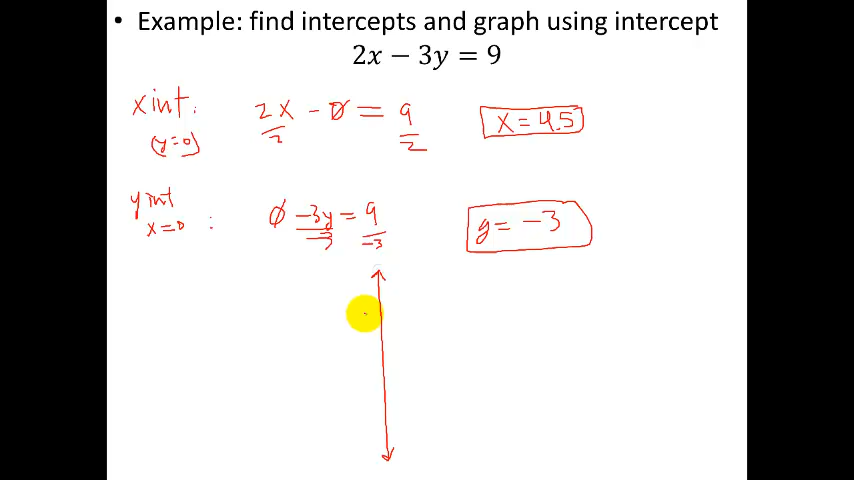 • Example: find intercepts and graph using intercept
2x − 3y = 9
x int: 2x - 0 = 9 x = 4.5
(y=0) 2 2
y int
x=0 : 0 -3y = 9 y = -3
-3 -3